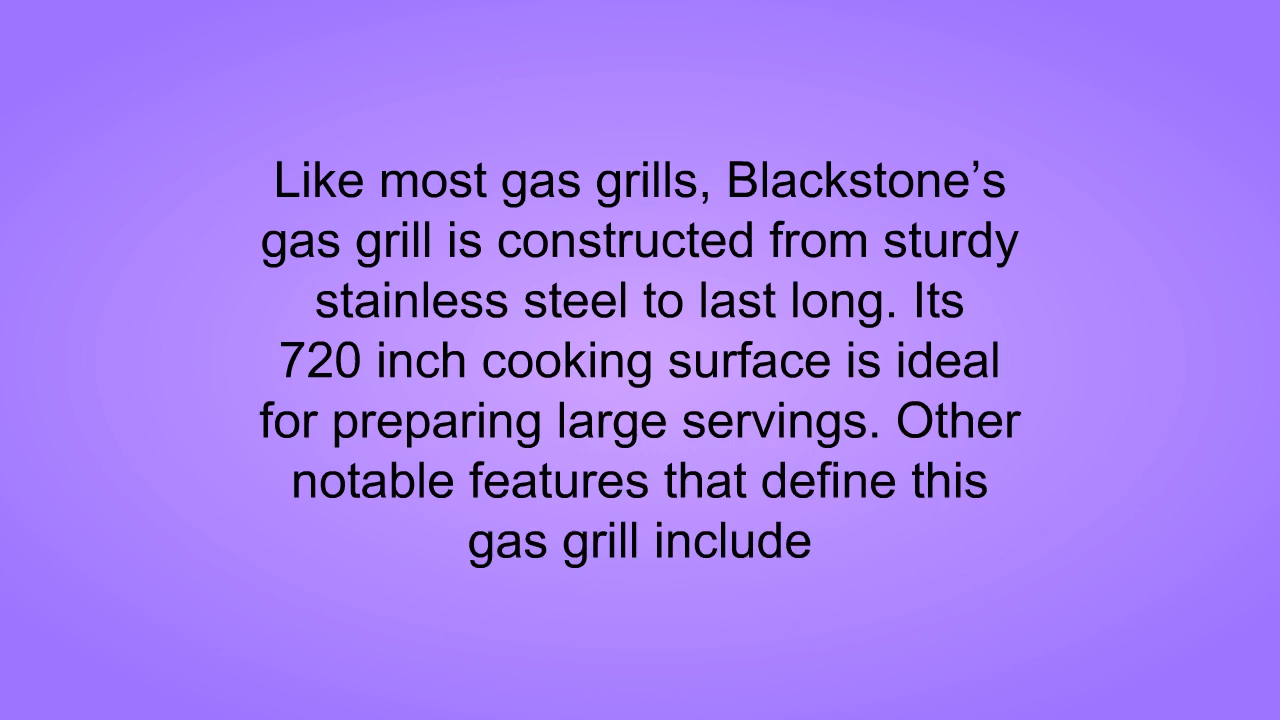 Like most gas grills, Blackstone’s
gas grill is constructed from sturdy
stainless steel to last long. Its
720 inch cooking surface is ideal
for preparing large servings. Other
notable features that define this
gas grill include